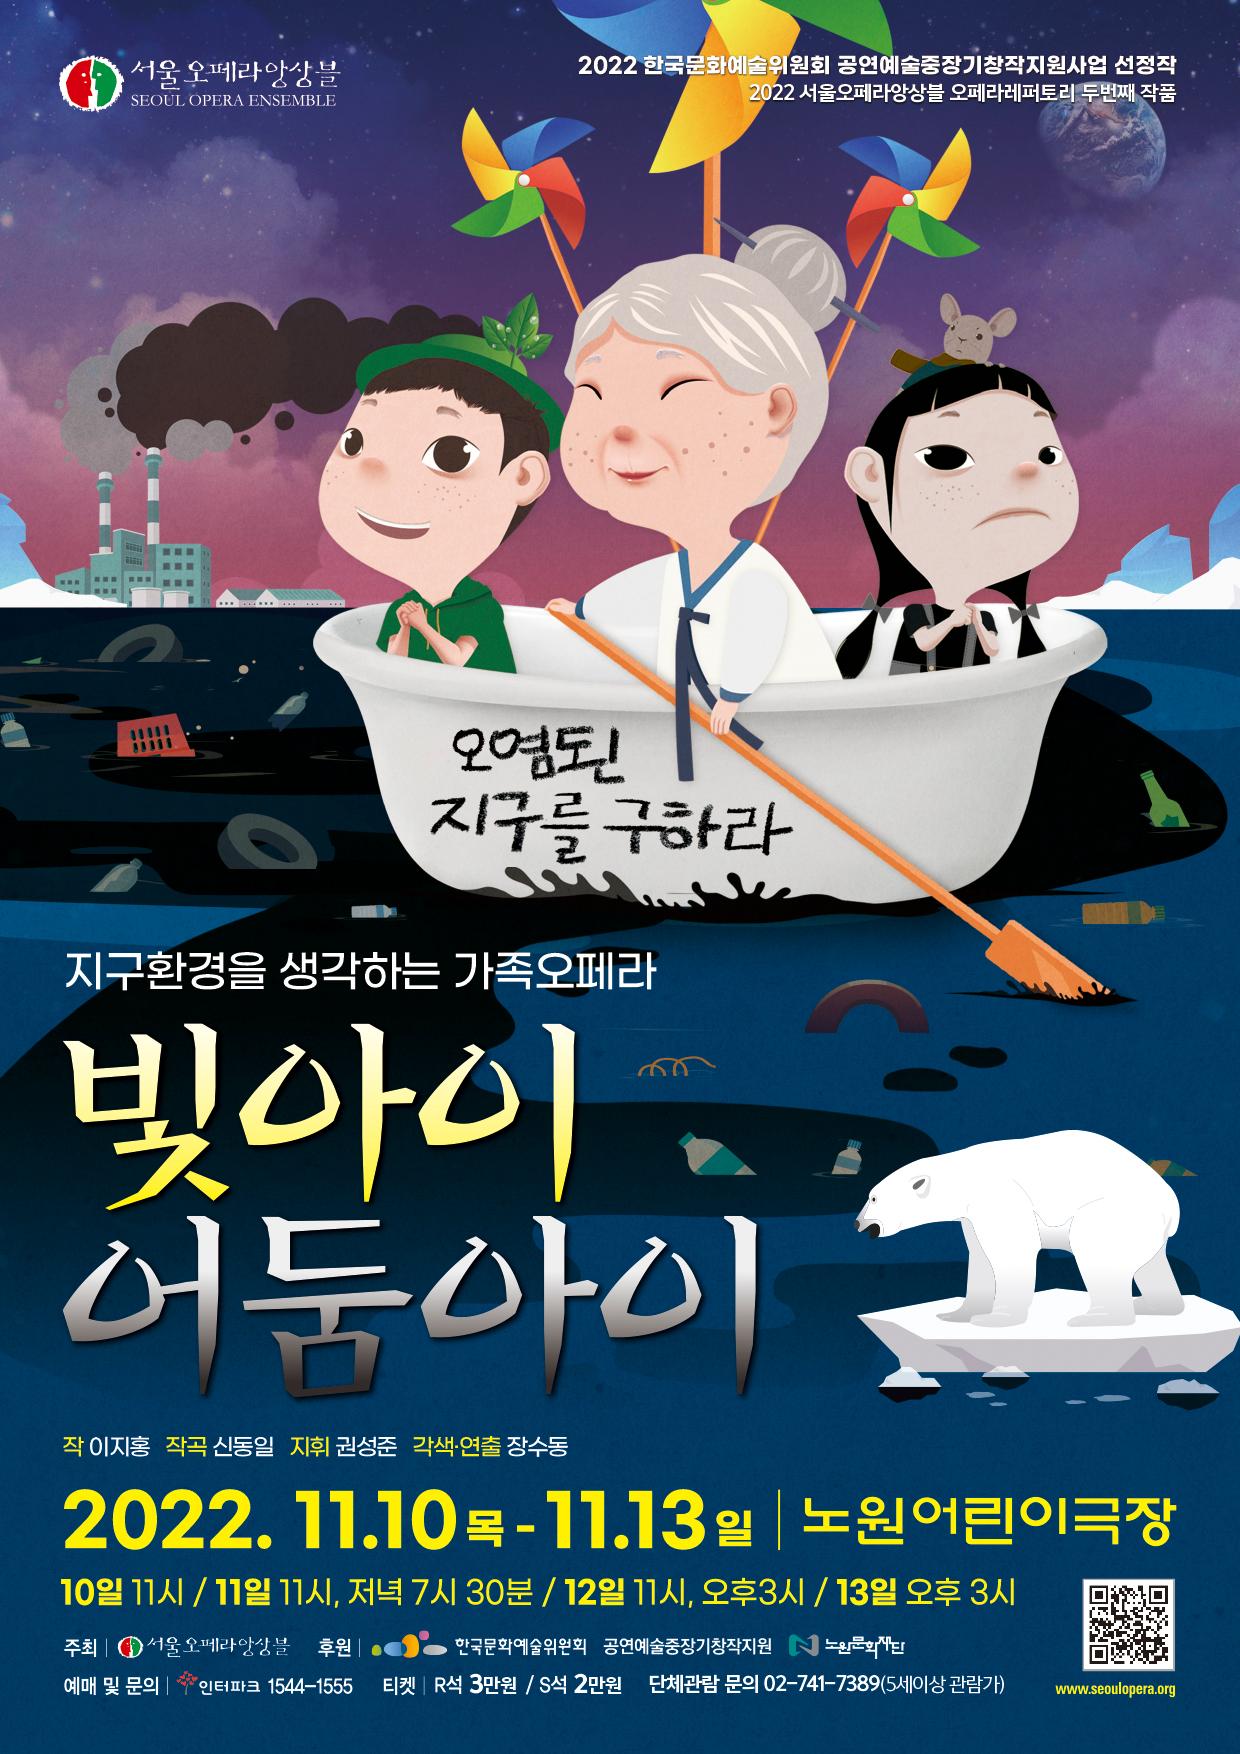 서울오페라앙상블
SEOUL OPERA ENSEMBLE
2022 한국문화예술위원회 공연예술중장기창작지원사업 선정작
2022 서울오페라앙상블 오페라레퍼토리 두번째 작품
오염된
지구를 구하라
지구환경을 생각하는 가족오페라
빛아이
어둠아이
작 이지홍 작곡 신동일 지휘 권성준 각색·연출 장수동
2022. 11.10 목 - 11.13 일 | 노원어린이극장
10일 11시 / 11일 11시, 저녁 7시 30분 / 12일 11시, 오후3시 / 13일 오후 3시
주최 | 서울오페라앙상블 후원 | 한국문화예술위원회 공연예술중장기창작지원 노원문화재단
예매 및 문의 | 인터파크 1544-1555 티켓 | R석 3만원 / S석 2만원 단체관람 문의 02-741-7389(5세이상 관람가)
www.seoulopera.org